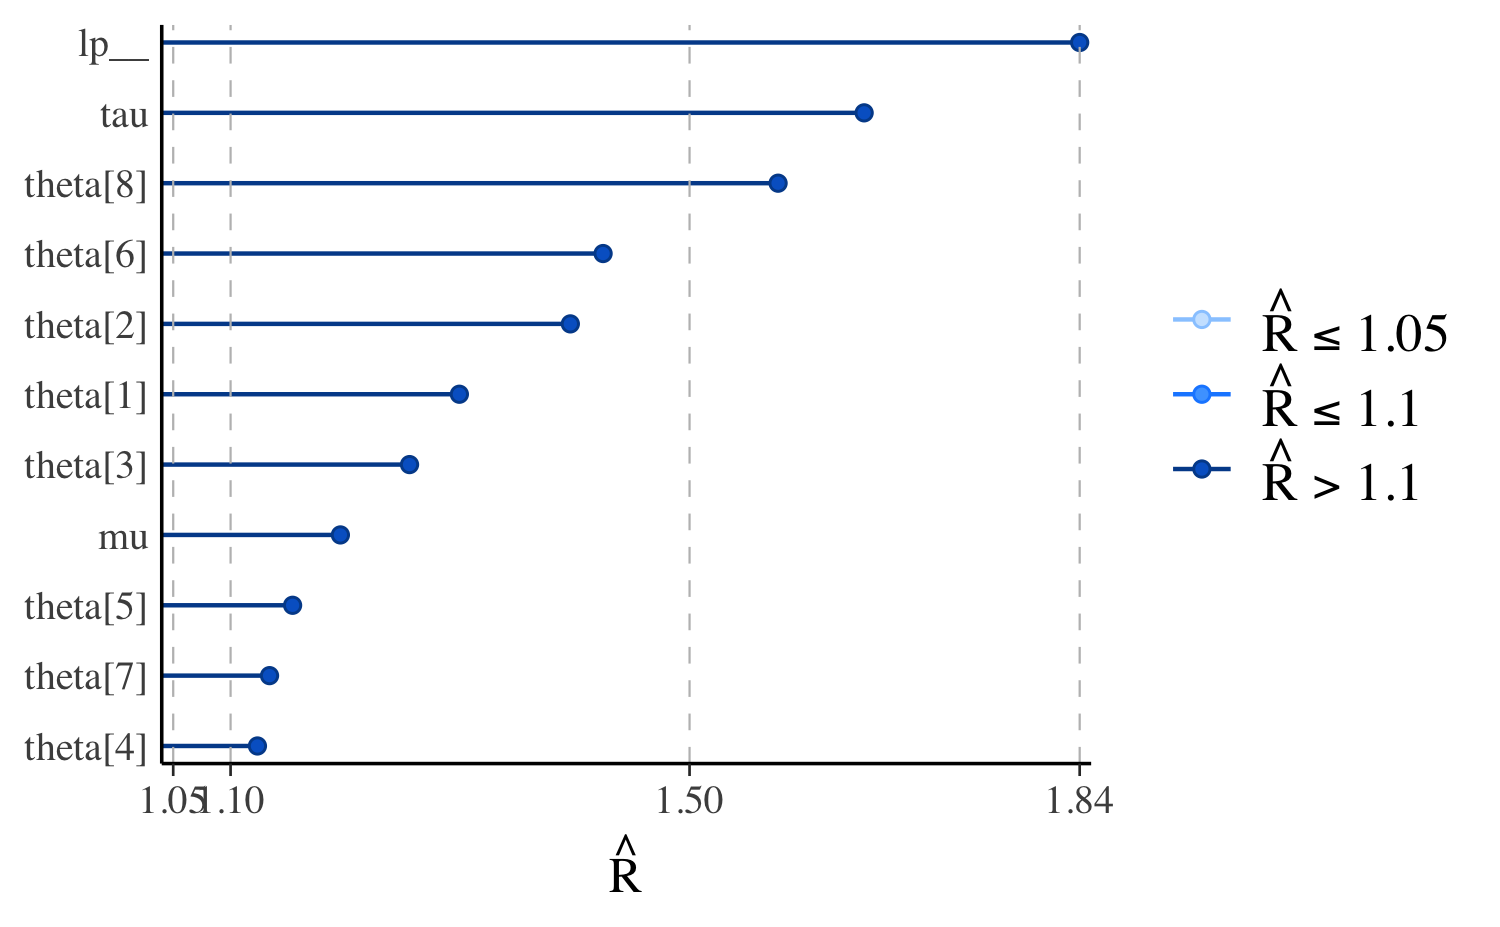 lp__
tau
theta[8]
theta[6]
theta[2]
theta[1]
theta[3]
mu
theta[5]
theta[7]
theta[4]
1.05 1.10 1.50 1.84
R̂
R̂ ≤ 1.05
R̂ ≤ 1.1
R̂ > 1.1